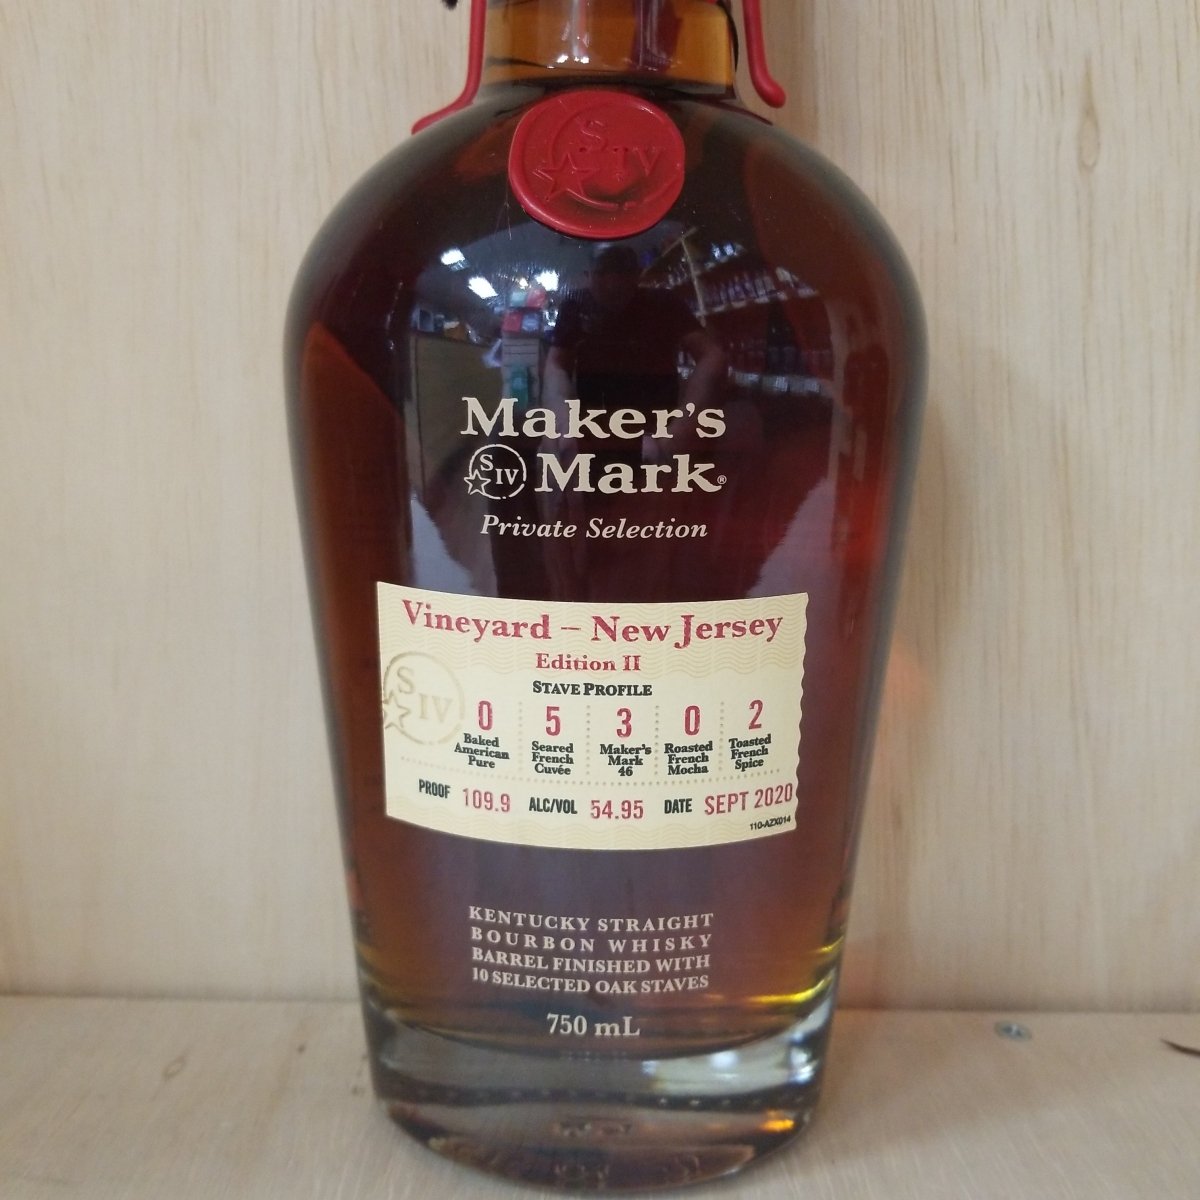 S
IV
Maker's
S IV Mark®
Private Selection
Vineyard – New Jersey
Edition II
STAVE PROFILE
S
IV
0 5 3 0 2
Baked American Pure
Seared French Cuvée
Maker's Mark 46
Roasted French Mocha
Toasted French Spice
PROOF 109.9 ALC/VOL 54.95 DATE SEPT 2020
110-AZX014
KENTUCKY STRAIGHT
BOURBON WHISKY
BARREL FINISHED WITH
10 SELECTED OAK STAVES
750 mL